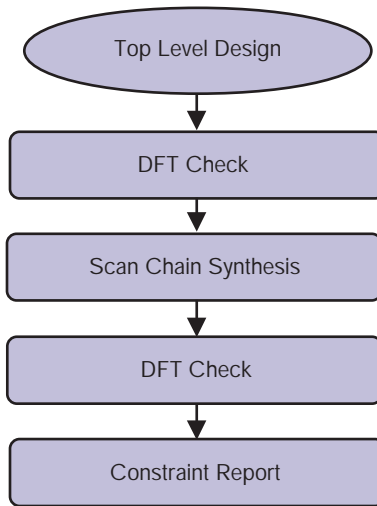 Top Level Design
DFT Check
Scan Chain Synthesis
DFT Check
Constraint Report